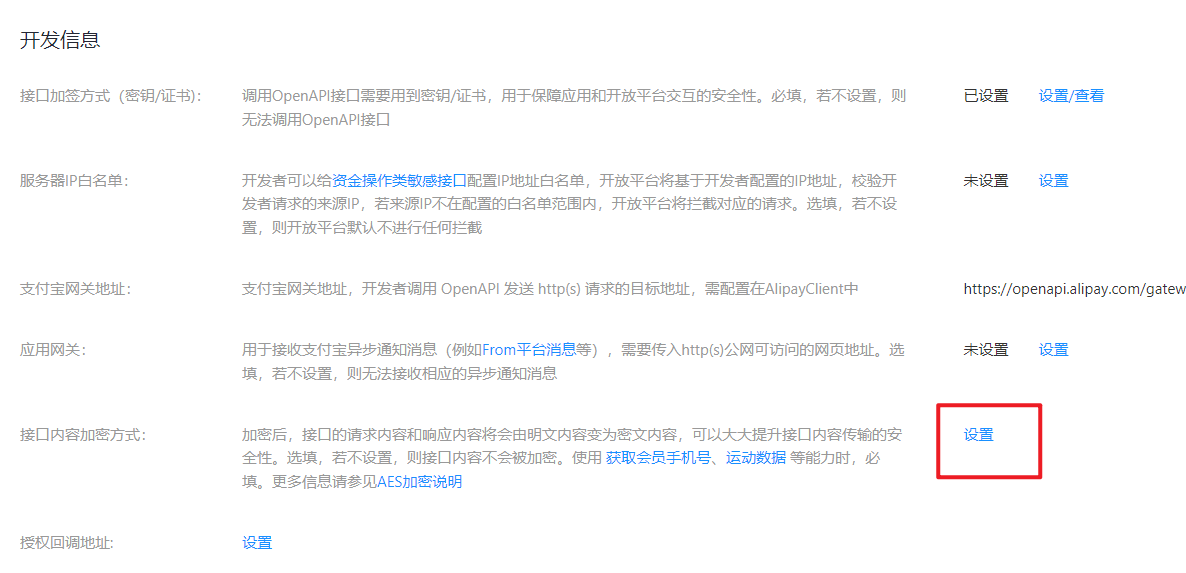 开发信息
接口加签方式（密钥/证书）： 调用OpenAPI接口需要用到密钥/证书，用于保障应用和开放平台交互的安全性。必填，若不设置，则 已设置 设置/查看
无法调用OpenAPI接口
服务器IP白名单： 开发者可以给资金操作类敏感接口配置IP地址白名单，开放平台将基于开发者配置的IP地址，校验开 未设置 设置
发者请求的来源IP，若来源IP不在配置的白名单范围内，开放平台将拦截对应的请求。选填，若不设
置，则开放平台默认不进行任何拦截
支付宝网关地址： 支付宝网关地址，开发者调用 OpenAPI 发送 http(s) 请求的目标地址，需配置在AlipayClient中 https://openapi.alipay.com/gatew
应用网关： 用于接收支付宝异步通知消息（例如From平台消息等），需要传入http(s)公网可访问的网页地址。选 未设置 设置
填，若不设置，则无法接收相应的异步通知消息
接口内容加密方式： 加密后，接口的请求内容和响应内容将会由明文内容变为密文内容，可以大大提升接口内容传输的安 设置
全性。选填，若不设置，则接口内容不会被加密。使用 获取会员手机号、运动数据 等能力时，必
填。更多信息请参见AES加密说明
授权回调地址: 设置